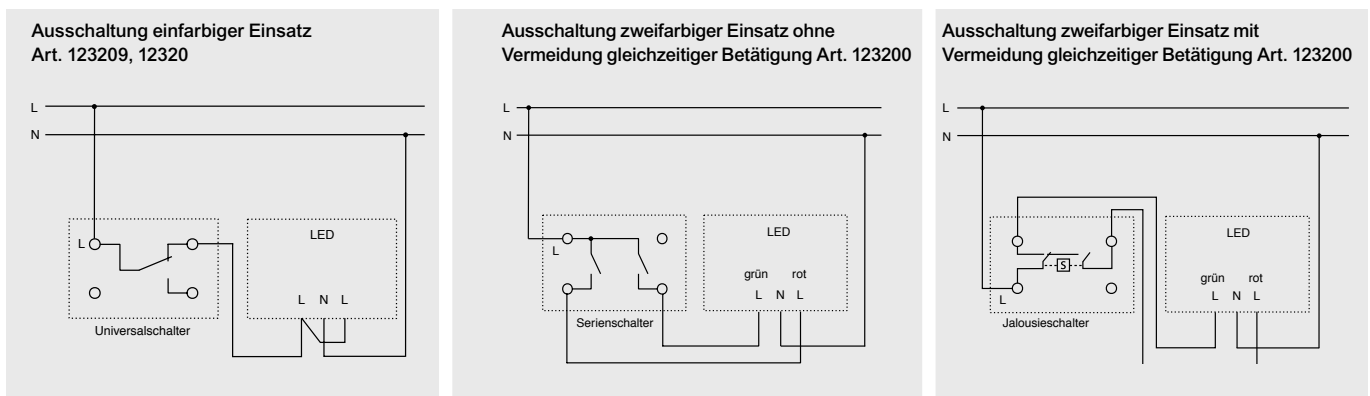 Ausschaltung einfarbiger Einsatz
Art. 123209, 12320
L
N
L
LED
L N L
Universalschalter
Ausschaltung zweifarbiger Einsatz ohne
Vermeidung gleichzeitiger Betätigung Art. 123200
L
N
L
LED
grün rot
L N L
Serienschalter
Ausschaltung zweifarbiger Einsatz mit
Vermeidung gleichzeitiger Betätigung Art. 123200
L
N
S
L
LED
grün rot
L N L
Jalousieschalter